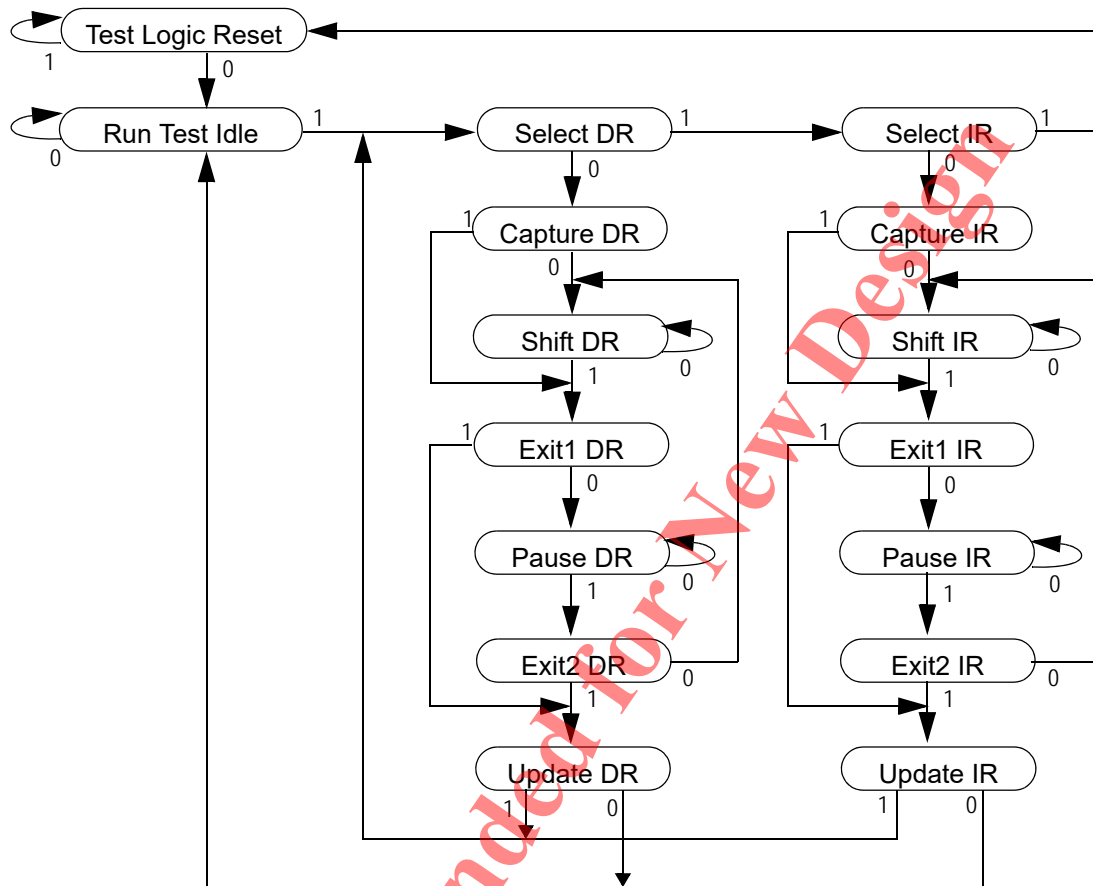 Test Logic Reset
1
0
Run Test Idle
0
1
Select DR
1
Select IR
1
0
0
1
Capture DR
1
Capture IR
0
0
Shift DR
0
Shift IR
0
1
1
1
Exit1 DR
1
Exit1 IR
0
0
Pause DR
0
Pause IR
0
1
1
Exit2 DR
0
Exit2 IR
0
1
1
Update DR
Update IR
1
0
1
0
nded for New Design